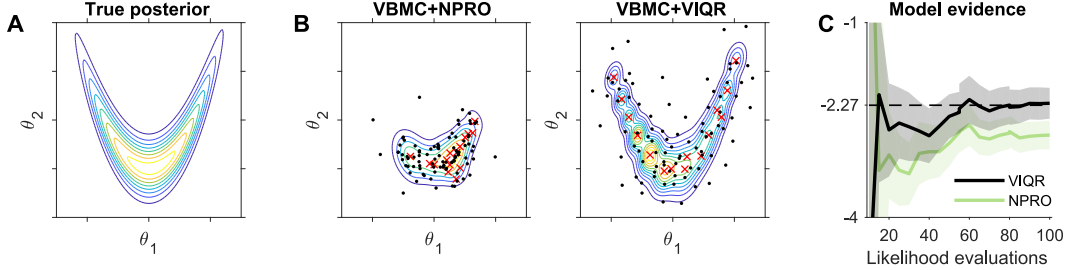 A
True posterior
θ2
θ1
B
VBMC+NPRO
θ2
θ1
VBMC+VIQR
θ1
C
Model evidence
-1
-2.27
-4
VIQR
NPRO
20 40 60 80 100
Likelihood evaluations